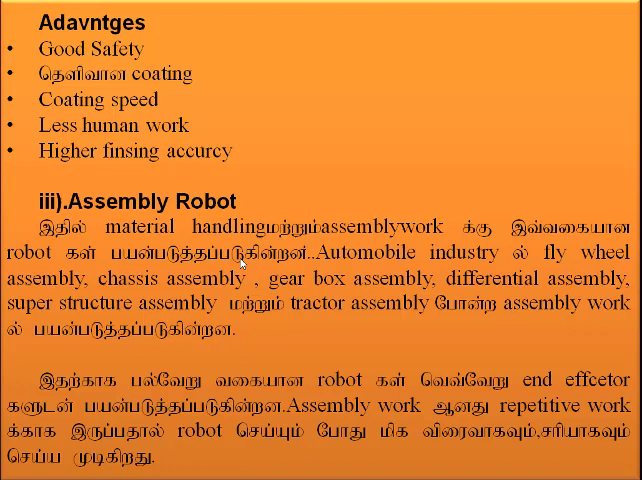 Adavntges
• Good Safety
• தெளிவான coating
• Coating speed
• Less human work
• Higher finsing accurcy
iii).Assembly Robot
இதில் material handlingமற்றும்assemblywork க்கு இவ்வகையான
robot கள் பயன்படுத்தப்படுகின்றன..Automobile industry ல் fly wheel
assembly, chassis assembly , gear box assembly, differential assembly,
super structure assembly மற்றும் tractor assembly போன்ற assembly work
ல் பயன்படுத்தப்படுகின்றன.
இதற்காக பல்வேறு வகையான robot கள் வெவ்வேறு end effcetor
களுடன் பயன்படுத்தப்படுகின்றன.Assembly work ஆனது repetitive work
க்காக இருப்பதால் robot செய்யும் போது மிக விரைவாகவும்,சரியாகவும்
செய்ய முடிகிறது.